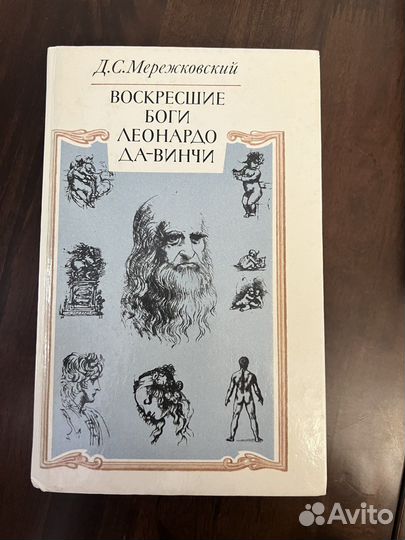 Д.С.Мережковский
ВОСКРЕСШИЕ
БОГИ
ЛЕОНАРДО
ДА-ВИНЧИ
Avito